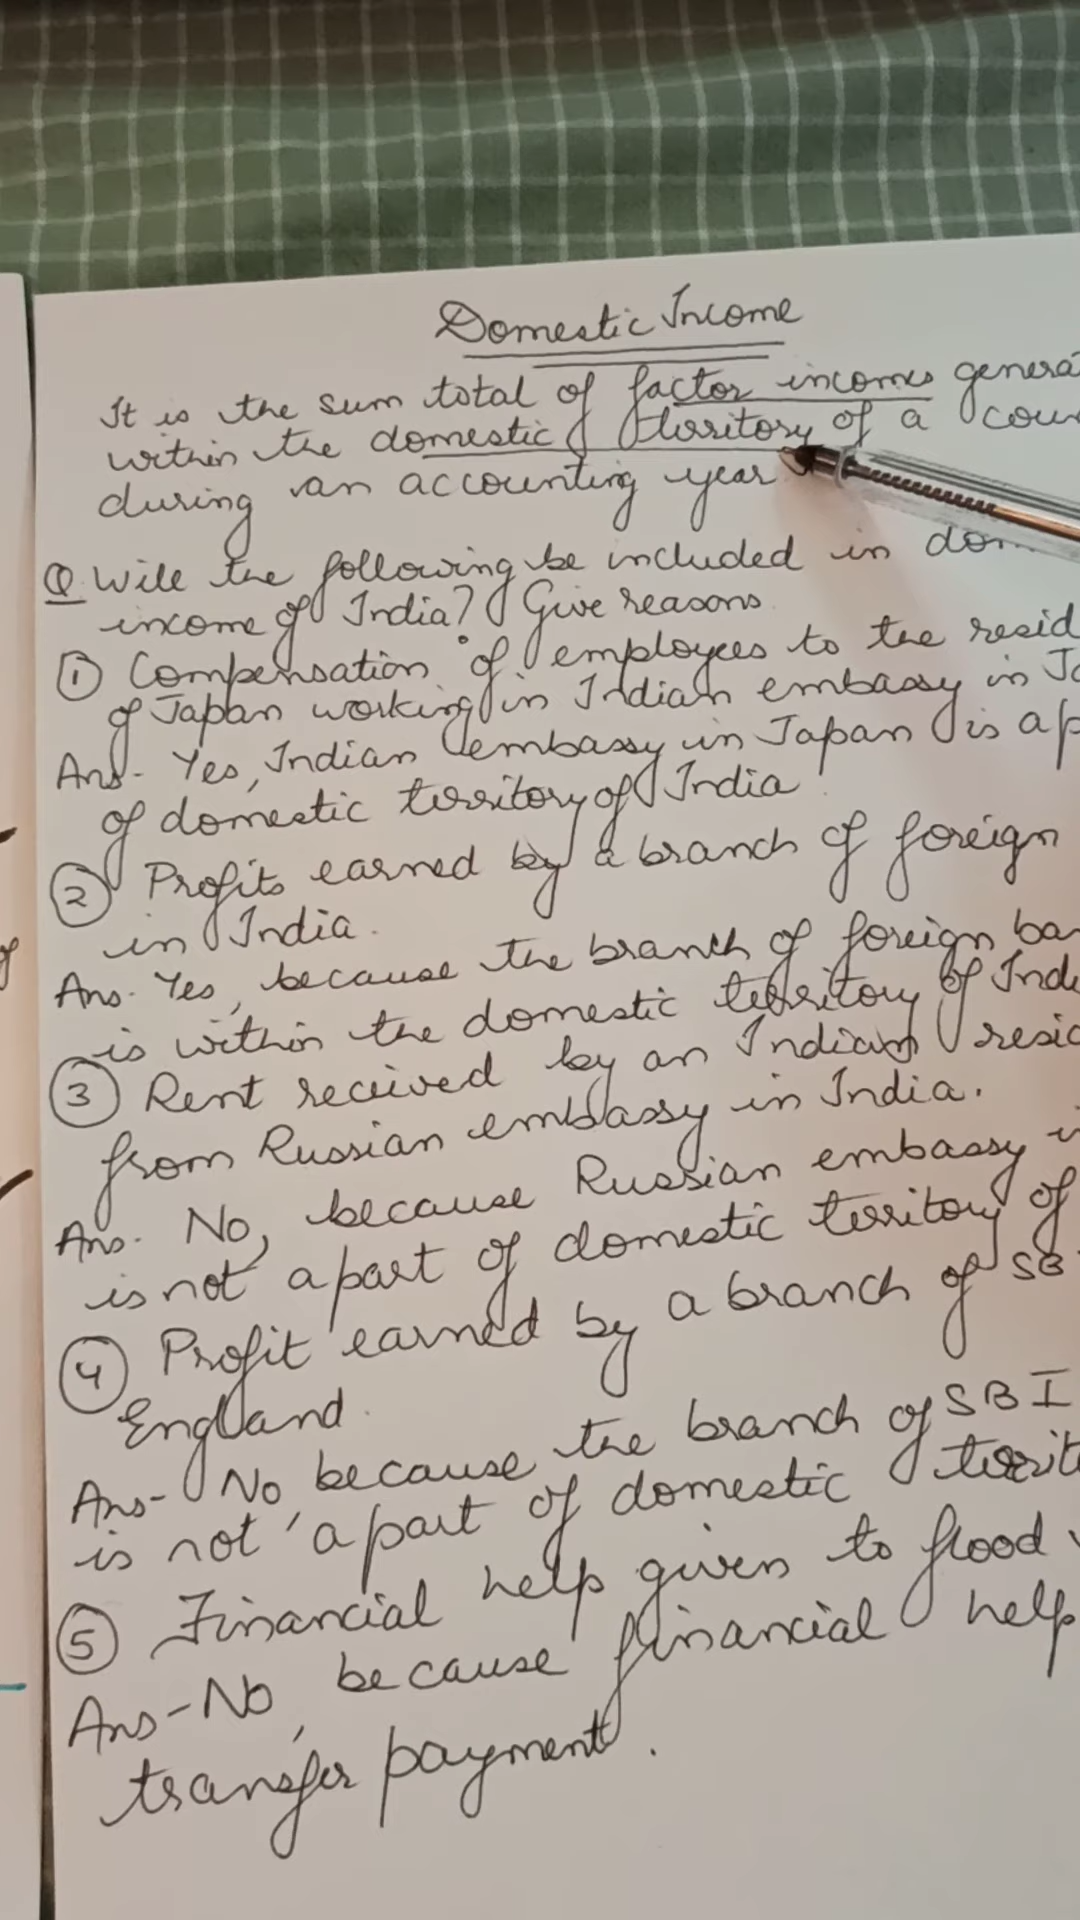 Domestic Income
It is the sum total of factor incomes genera
within the domestic territory of a coun
during an accounting year
Q Will the following be included in dom
income of India? Give reasons
① Compensation of employees to the resid
of Japan working in Indian embassy in Ja
Ans- Yes, Indian embassy in Japan is a p
of domestic territory of India
② Profits earned by a branch of foreign
in India.
Ans. Yes, because the branch of foreign ba
is within the domestic territory of Indi
③ Rent received by an Indian resid
from Russian embassy in India.
Ans. No, because Russian embassy i
is not a part of domestic territory of
④ Profit earned by a branch of SB
England.
Ans- No because the branch of SBI
is not a part of domestic territo
⑤ Financial help given to flood
Ans- No, because financial help
transfer payment.